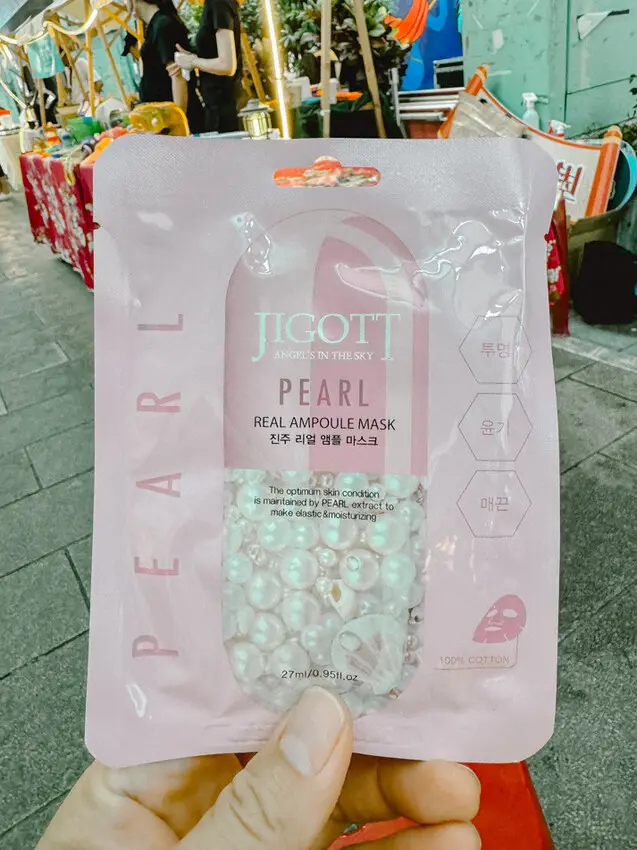 JIGOTT
ANGEL'S IN THE SKY
PEARL
REAL AMPOULE MASK
진주 리얼 앰플 마스크
The optimum skin condition
is maintained by PEARL extract to
make elastic&moisturizing
27ml/0.95fl.oz
PEARL
투명
윤기
매끈
100% COTTON